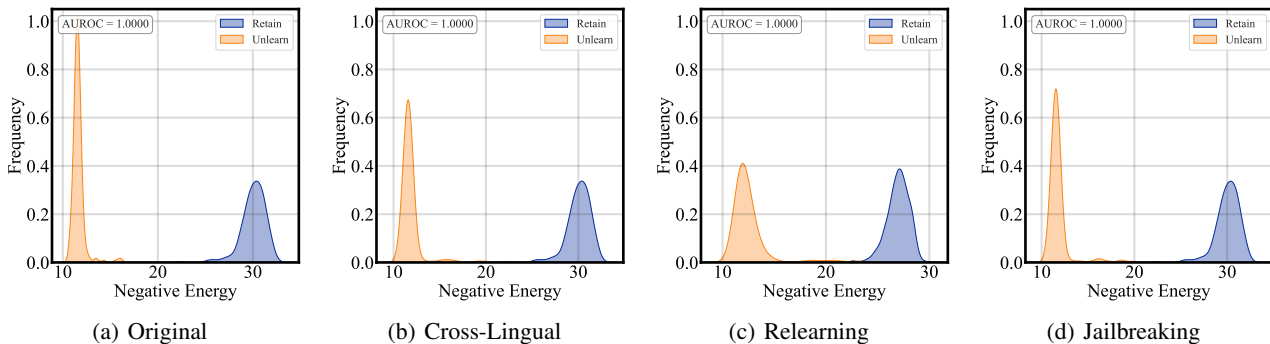 AUROC = 1.0000
Retain
Unlearn
Frequency
1.0
0.8
0.6
0.4
0.2
0.0
10
20
30
Negative Energy
(a) Original
AUROC = 1.0000
Retain
Unlearn
Frequency
1.0
0.8
0.6
0.4
0.2
0.0
10
20
30
Negative Energy
(b) Cross-Lingual
AUROC = 1.0000
Retain
Unlearn
Frequency
1.0
0.8
0.6
0.4
0.2
0.0
10
20
30
Negative Energy
(c) Relearning
AUROC = 1.0000
Retain
Unlearn
Frequency
1.0
0.8
0.6
0.4
0.2
0.0
10
20
30
Negative Energy
(d) Jailbreaking